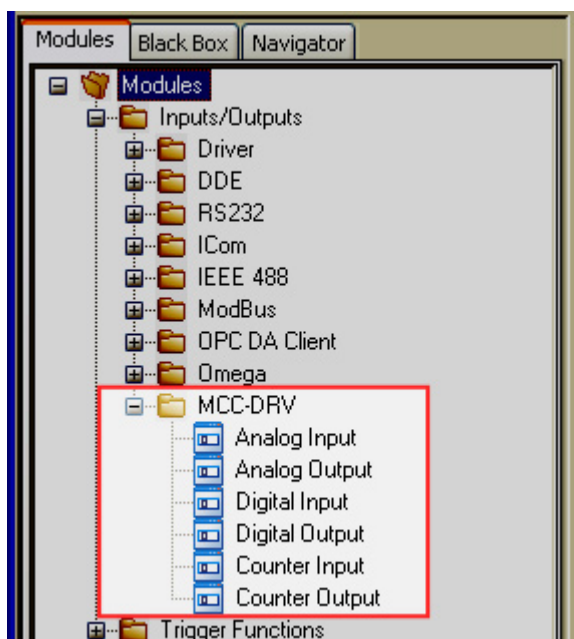 Modules Black Box Navigator
Modules
Inputs/Outputs
Driver
DDE
RS232
ICom
IEEE 488
ModBus
OPC DA Client
Omega
MCC-DRV
Analog Input
Analog Output
Digital Input
Digital Output
Counter Input
Counter Output
Trigger Functions